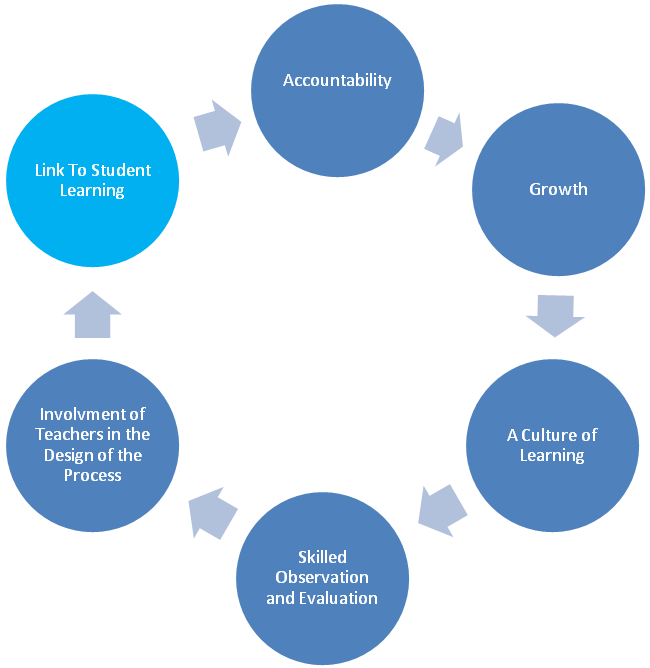 Accountability
Growth
A Culture of
Learning
Skilled
Observation
and Evaluation
Involvment of
Teachers in the
Design of the
Process
Link To Student
Learning